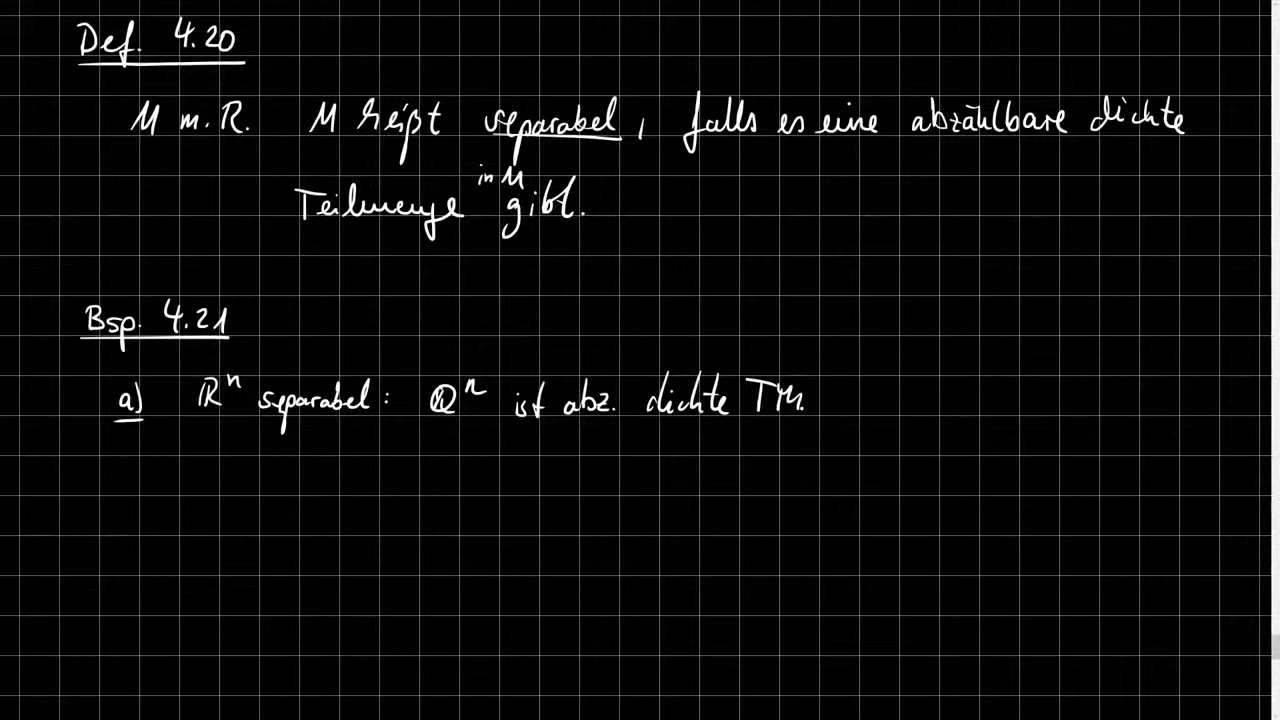 Def. 4.20
M m.R. M heißt separabel, falls es eine abzählbare dichte
Teilmenge in M gibt.
Bsp. 4.21
a) ℝⁿ separabel: ℚⁿ ist abz. dichte TM.